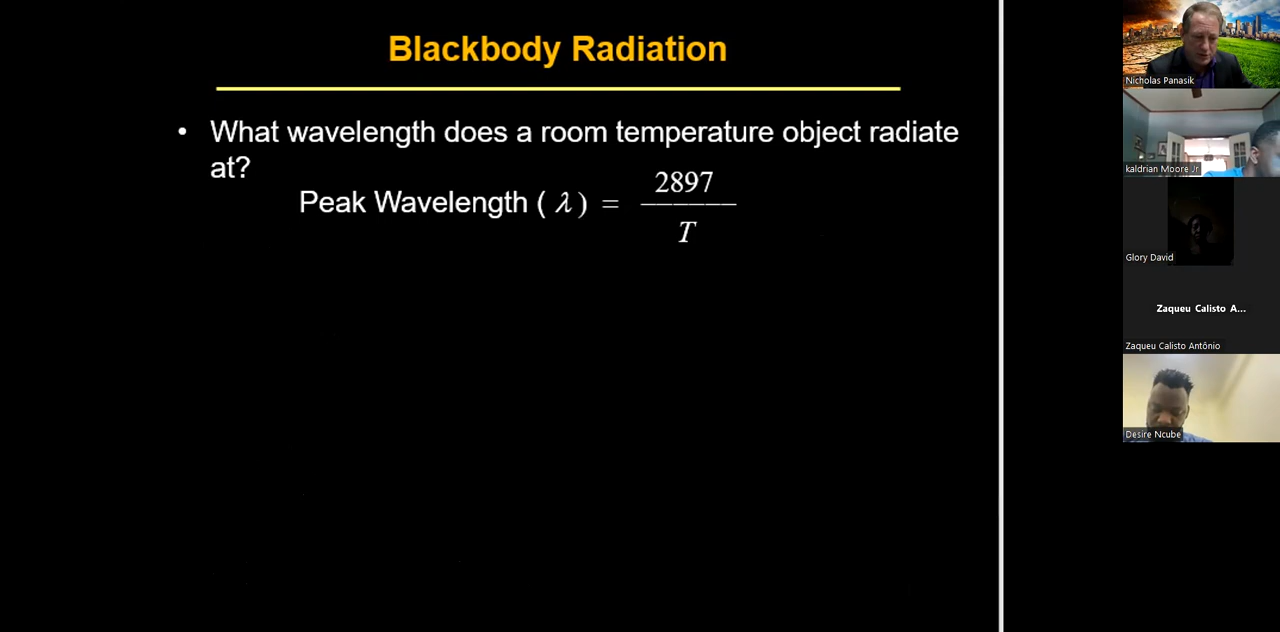 Blackbody Radiation
• What wavelength does a room temperature object radiate
at?
2897
Peak Wavelength ( λ ) =
T
Nicholas Panasik
kaldrian Moore Jr
Glory David
Zaqueu Calisto A...
Zaqueu Calisto Antônio
Desire Ncube